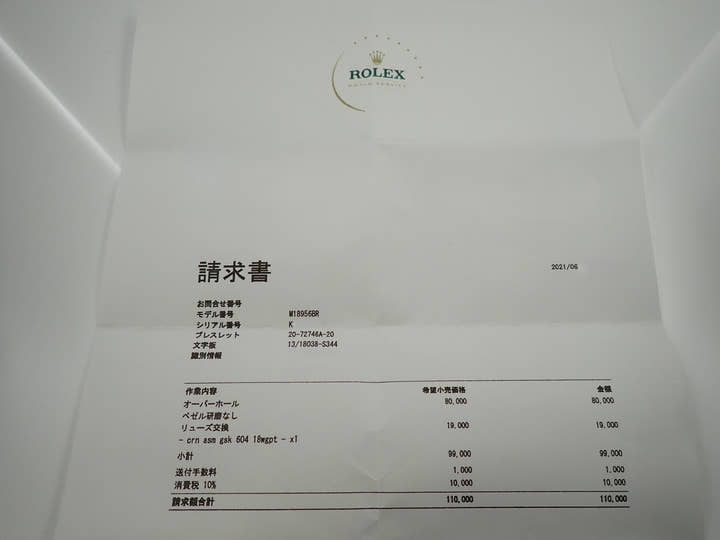 ROLEX
WORLD SERVICE
請求書
2021/06
お問合せ番号
モデル番号 M18956BR
シリアル番号 K
ブレスレット 20-72746A-20
文字板 13/18038-S344
識別情報
作業内容 希望小売価格 金額
オーバーホール 80,000 80,000
ベゼル研磨なし
リューズ交換 19,000 19,000
- crn asm gsk 604 18wgpt - x1
小計 99,000 99,000
送付手数料 1,000 1,000
消費税 10% 10,000 10,000
請求額合計 110,000 110,000